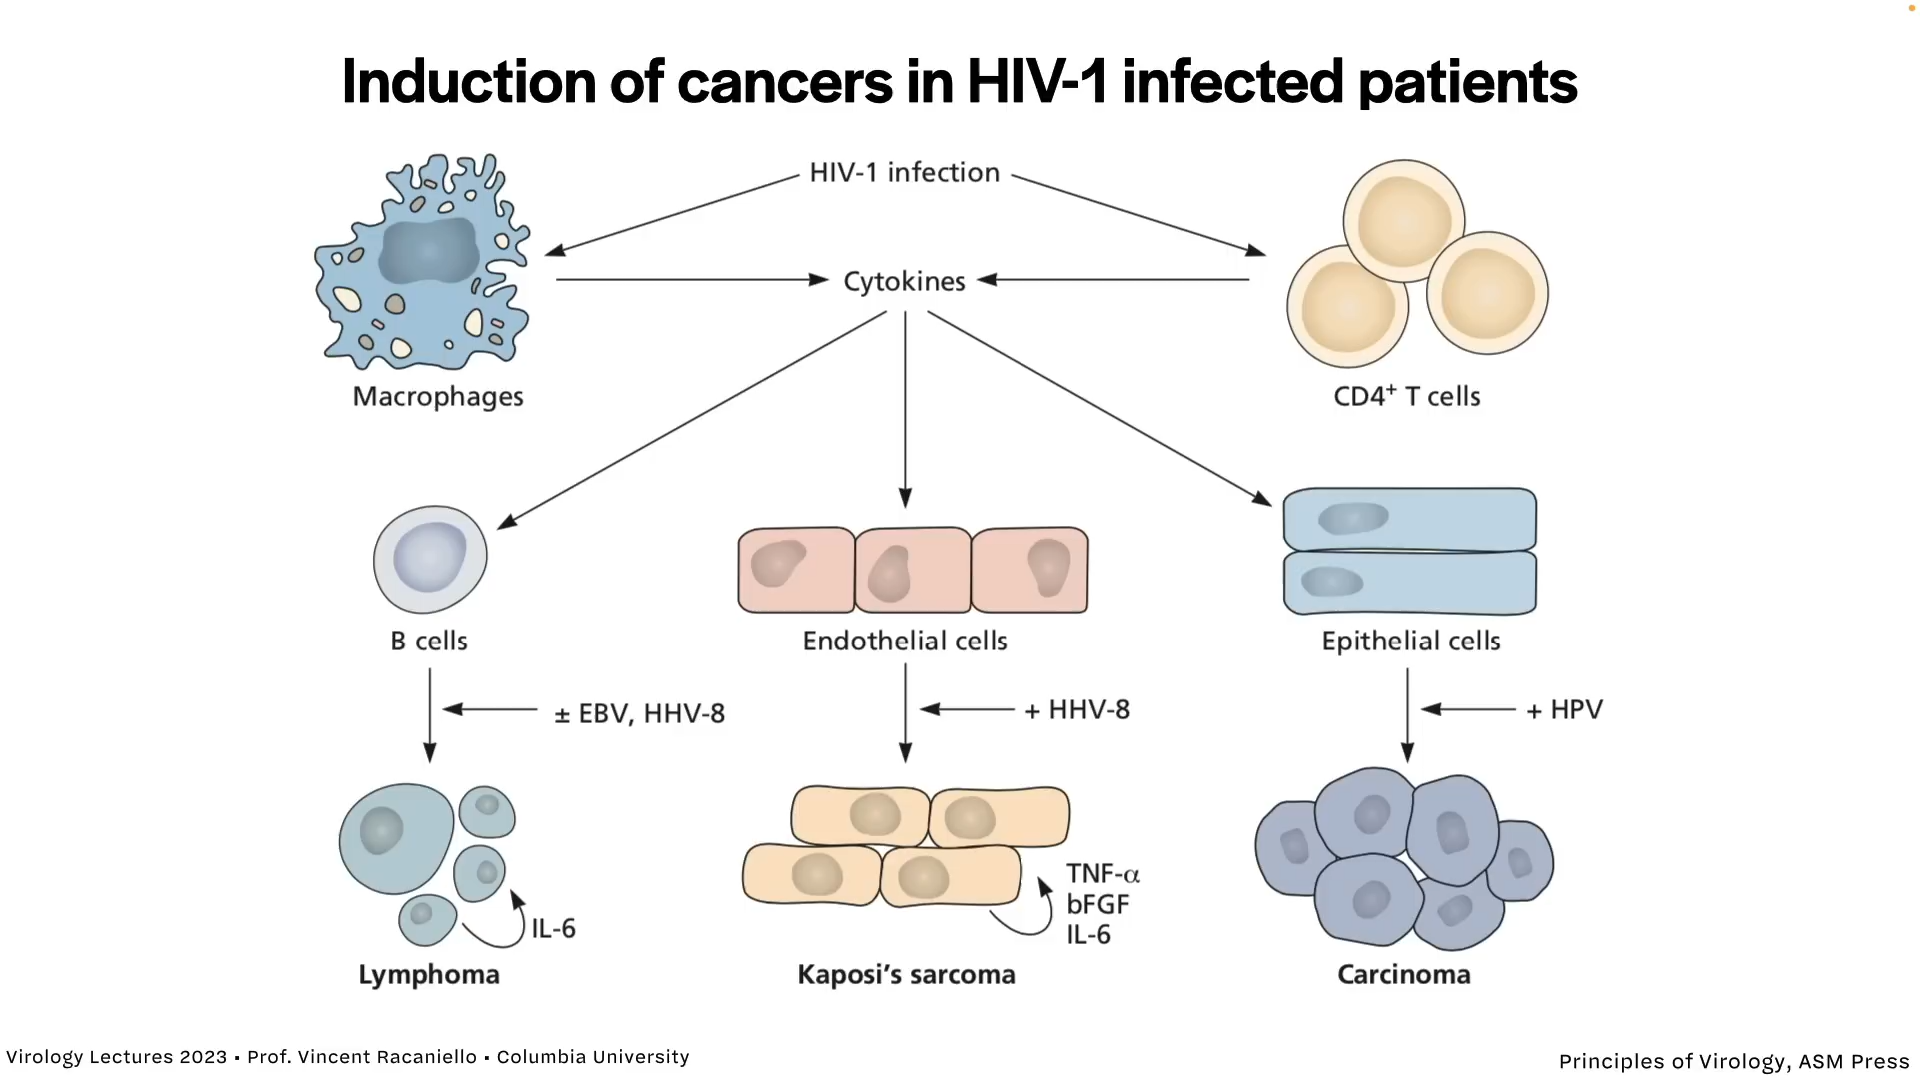 Induction of cancers in HIV-1 infected patients
HIV-1 infection
Cytokines
Macrophages
CD4⁺ T cells
B cells
Endothelial cells
Epithelial cells
± EBV, HHV-8
+ HHV-8
+ HPV
IL-6
TNF-α
bFGF
IL-6
Lymphoma
Kaposi’s sarcoma
Carcinoma
Virology Lectures 2023 • Prof. Vincent Racaniello • Columbia University
Principles of Virology, ASM Press